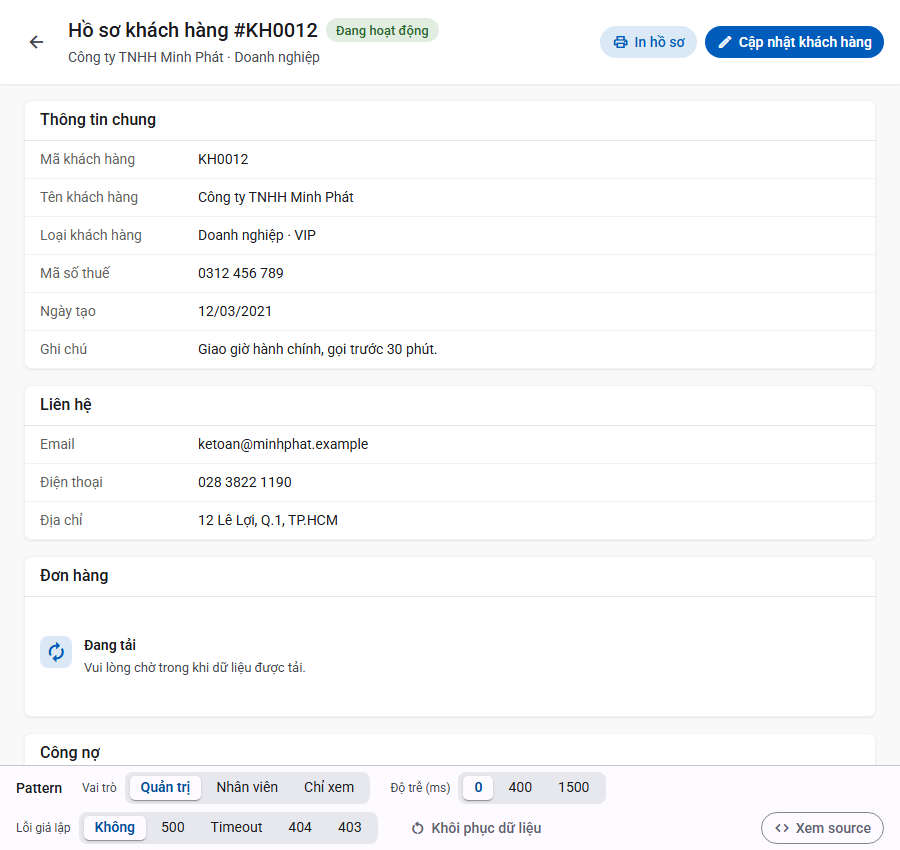 Hồ sơ khách hàng #KH0012 Đang hoạt động
Công ty TNHH Minh Phát · Doanh nghiệp
In hồ sơ
Cập nhật khách hàng
Thông tin chung
Mã khách hàng KH0012
Tên khách hàng Công ty TNHH Minh Phát
Loại khách hàng Doanh nghiệp · VIP
Mã số thuế 0312 456 789
Ngày tạo 12/03/2021
Ghi chú Giao giờ hành chính, gọi trước 30 phút.
Liên hệ
Email ketoan@minhphat.example
Điện thoại 028 3822 1190
Địa chỉ 12 Lê Lợi, Q.1, TP.HCM
Đơn hàng
Đang tải
Vui lòng chờ trong khi dữ liệu được tải.
Công nợ
Pattern Vai trò Quản trị Nhân viên Chỉ xem Độ trễ (ms) 0 400 1500
Lỗi giả lập Không 500 Timeout 404 403 Khôi phục dữ liệu Xem source